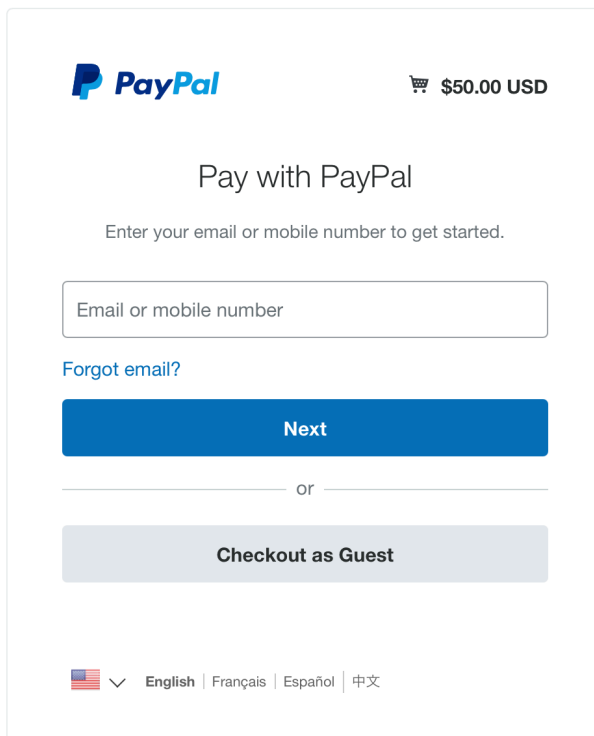 PayPal
$50.00 USD
Pay with PayPal
Enter your email or mobile number to get started.
Email or mobile number
Forgot email?
Next
or
Checkout as Guest
English Français Español 中文